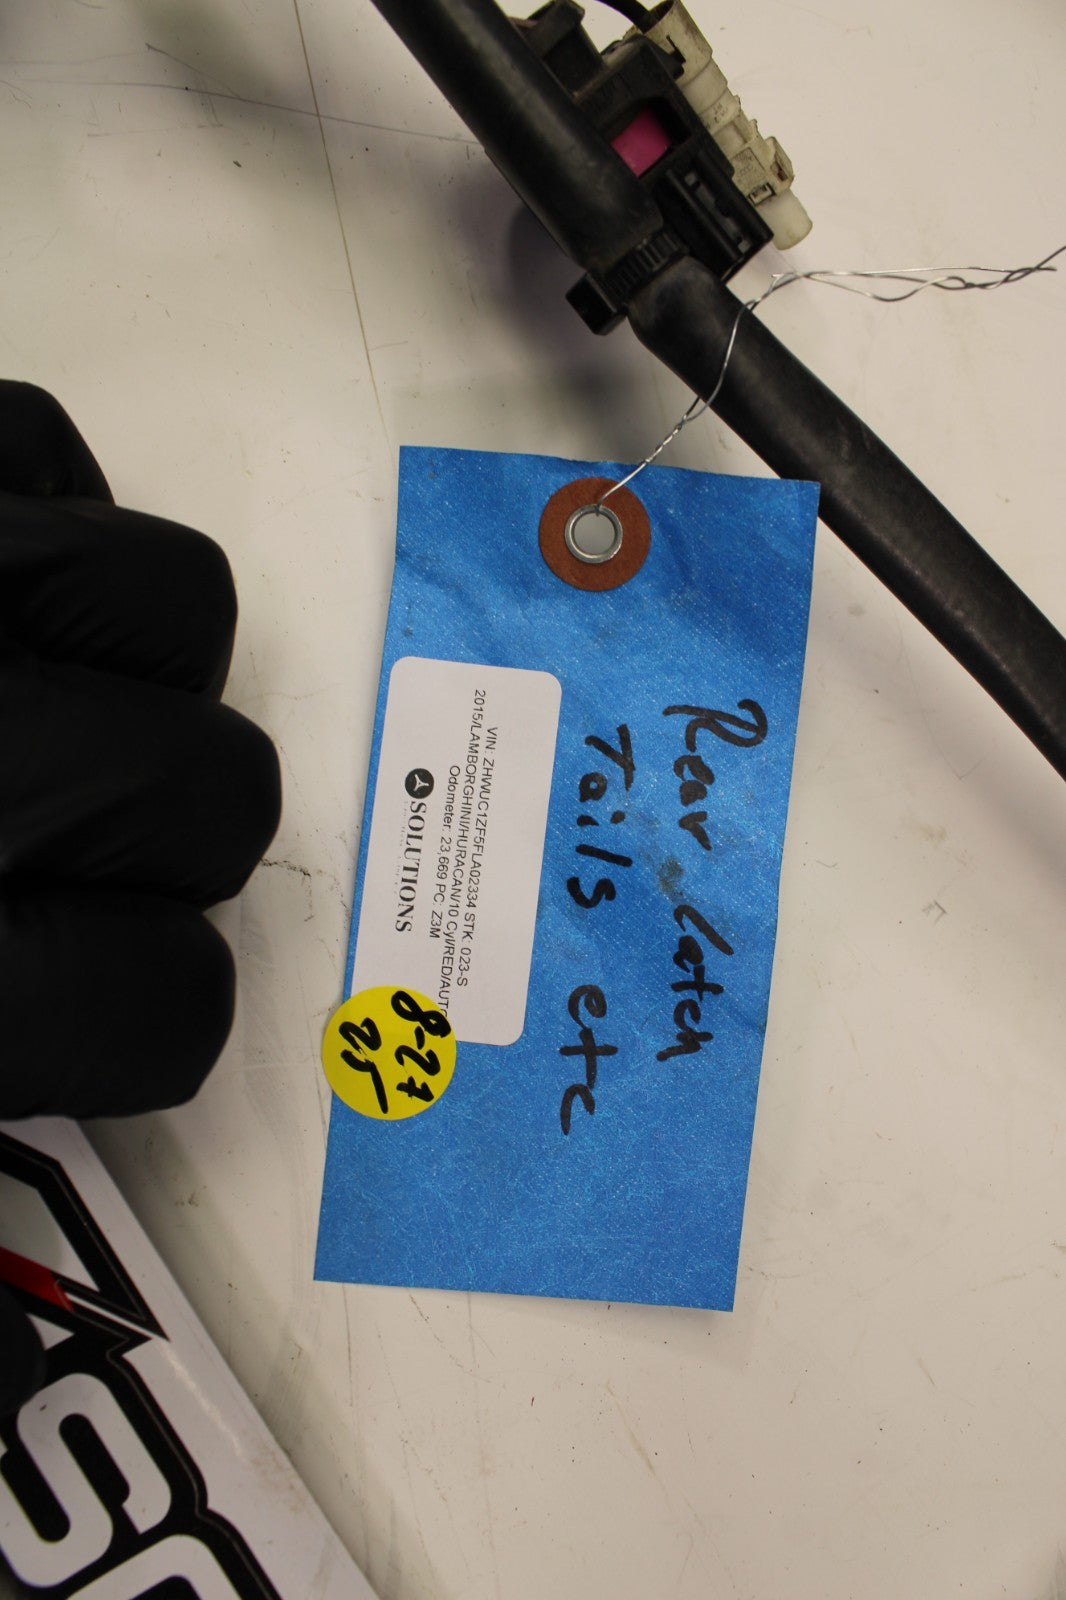 Rear Latch
Tails etc
VIN: ZHWUC1ZF5FLA02334 STK: 023-S
2015/LAMBORGHINI/HURACAN/10 Cyl/RED/AUTO
Odometer: 23,669 PC: Z3M
SOLUTIONS
8-27
25